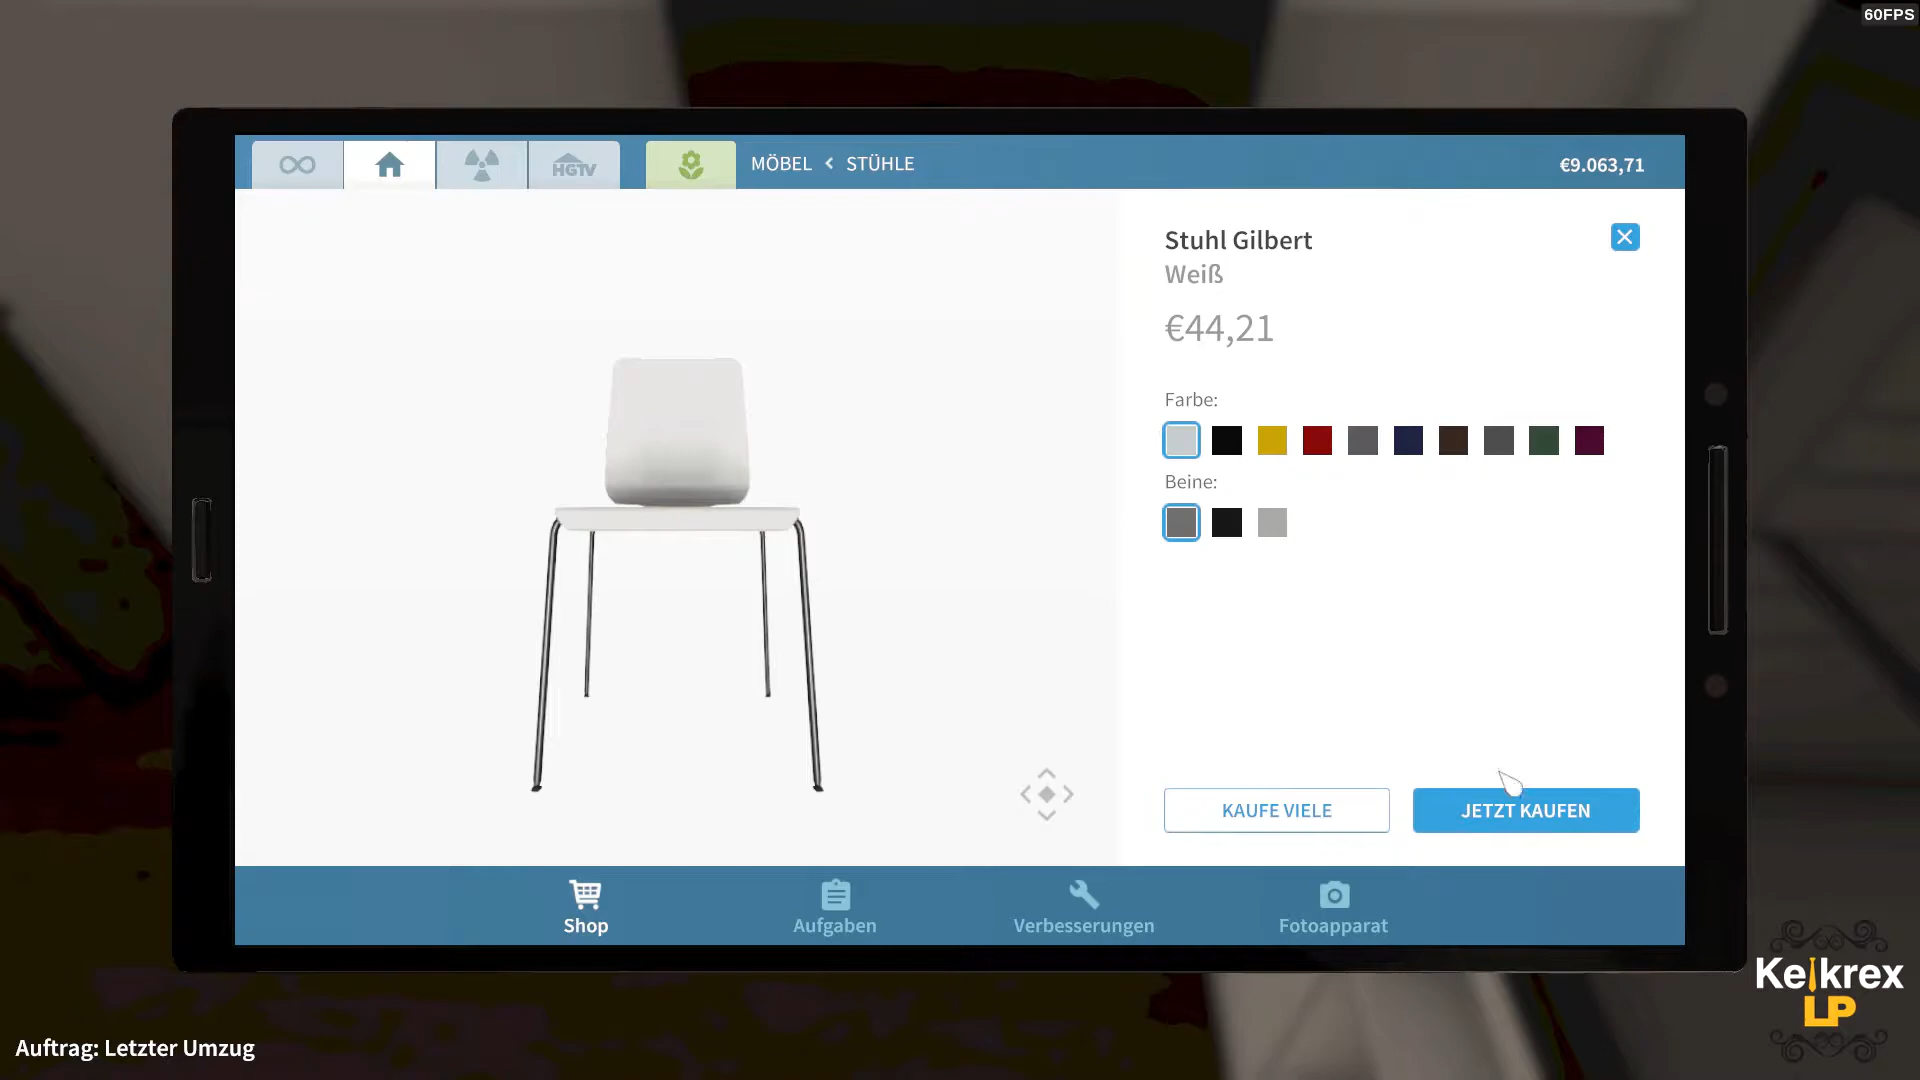 60FPS
HGTV
MÖBEL < STÜHLE
€9.063,71
Stuhl Gilbert
Weiß
€44,21
Farbe:
Beine:
KAUFE VIELE
JETZT KAUFEN
Shop
Aufgaben
Verbesserungen
Fotoapparat
Keikrex
LP
Auftrag: Letzter Umzug